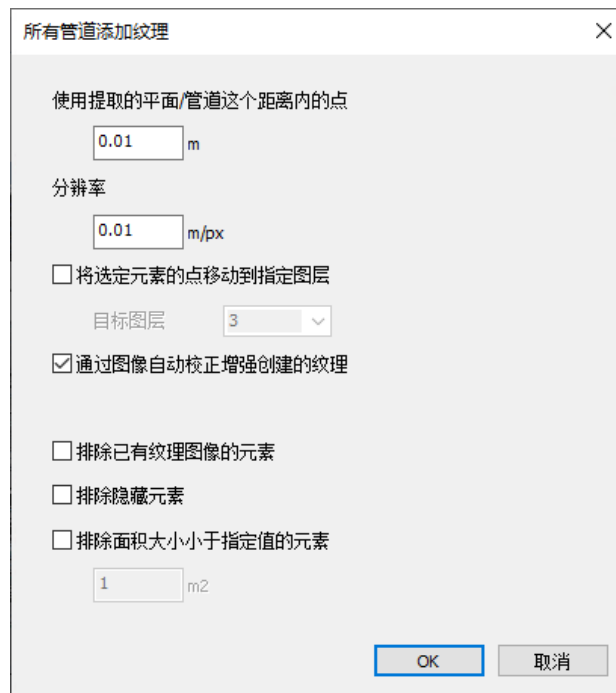 所有管道添加纹理
使用提取的平面/管道这个距离内的点
0.01 m
分辨率
0.01 m/px
将选定元素的点移动到指定图层
目标图层 3
通过图像自动校正增强创建的纹理
排除已有纹理图像的元素
排除隐藏元素
排除面积大小小于指定值的元素
1 m2
OK 取消